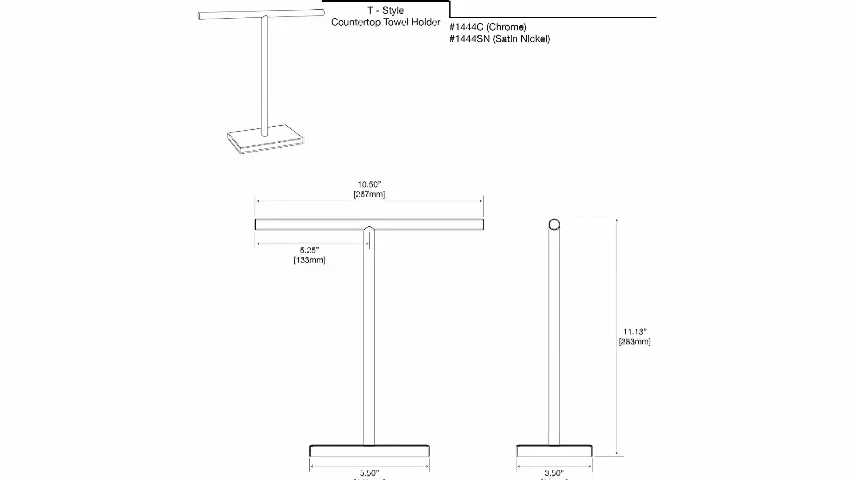 T - Style
Countertop Towel Holder
#1444C (Chrome)
#1444SN (Satin Nickel)
10.50"
[267mm]
5.25"
[133mm]
11.13"
[283mm]
5.50"
3.50"